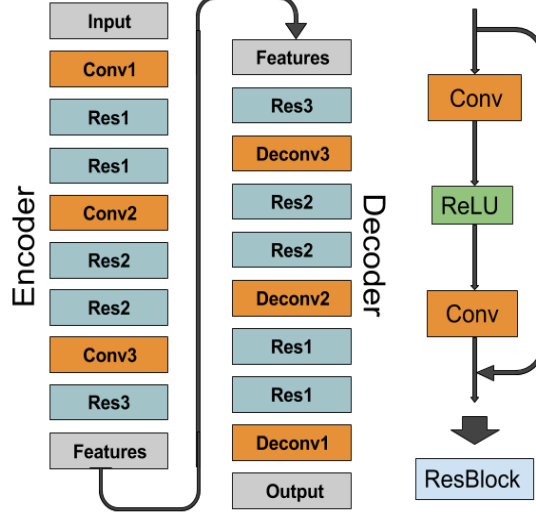 Input
Conv1
Res1
Res1
Conv2
Res2
Res2
Conv3
Res3
Features
Encoder
Features
Res3
Deconv3
Res2
Res2
Deconv2
Res1
Res1
Deconv1
Output
Decoder
Conv
ReLU
Conv
ResBlock